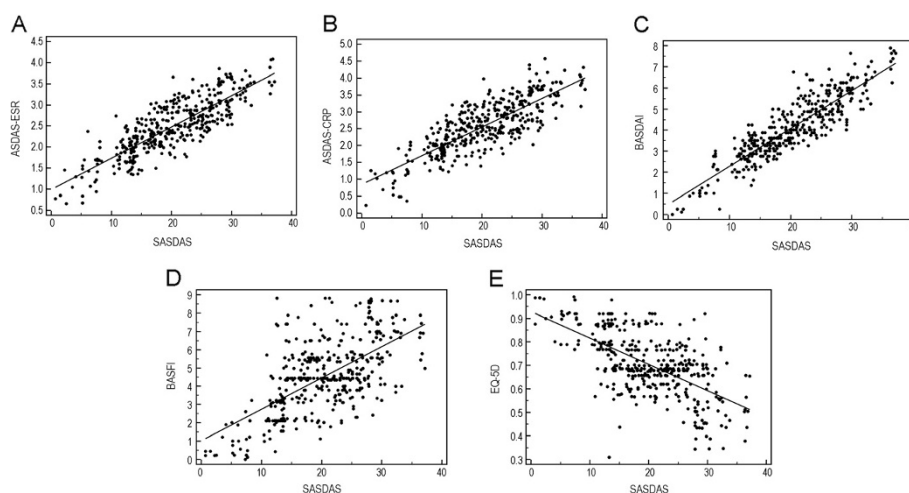 A
ASDAS-ESR
4.5
4.0
3.5
3.0
2.5
2.0
1.5
1.0
0.5
0 10 20 30 40
SASDAS
B
ASDAS-CRP
5.0
4.5
4.0
3.5
3.0
2.5
2.0
1.5
1.0
0.5
0.0
0 10 20 30 40
SASDAS
C
BASDAI
8
7
6
5
4
3
2
1
0
0 10 20 30
SASDAS
D
BASFI
9
8
7
6
5
4
3
2
1
0
0 10 20 30 40
SASDAS
E
EQ-5D
1.0
0.9
0.8
0.7
0.6
0.5
0.4
0.3
0 10 20 30 40
SASDAS